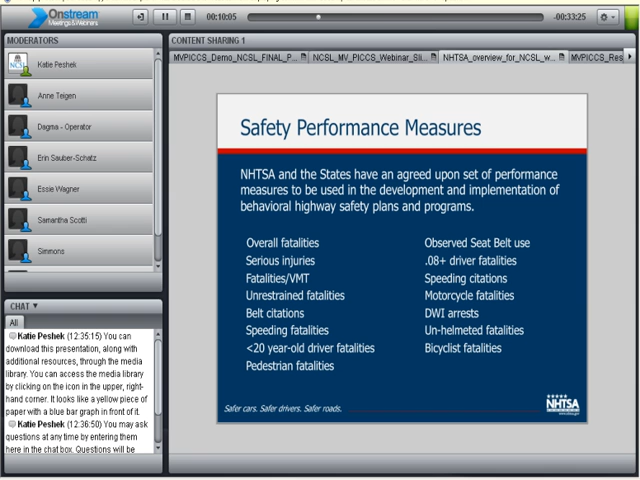 Onstream
Meetings & Webinars
00:10:05
-00:33:25
MODERATORS
NCSL
Katie Peshek
Anne Teigen
Dagma - Operator
Erin Sauber-Schatz
Essie Wagner
Samantha Scotti
Simmons
CHAT
All
Katie Peshek (12:35:15) You can
download this presentation, along with
additional resources, through the media
library. You can access the media library
by clicking on the icon in the upper, right-
hand corner. It looks like a yellow piece of
paper with a blue bar graph in front of it.
Katie Peshek (12:36:50) You may ask
questions at any time by entering them
here in the chat box. Questions will be
CONTENT SHARING 1
MVPICCS_Demo_NCSL_FINAL_P... NCSL_MV_PICCS_Webinar_Sli... NHTSA_overview_for_NCSL_w... MVPICCS_Res
Safety Performance Measures
NHTSA and the States have an agreed upon set of performance
measures to be used in the development and implementation of
behavioral highway safety plans and programs.
Overall fatalities
Serious injuries
Fatalities/VMT
Unrestrained fatalities
Belt citations
Speeding fatalities
<20 year-old driver fatalities
Pedestrian fatalities
Observed Seat Belt use
.08+ driver fatalities
Speeding citations
Motorcycle fatalities
DWI arrests
Un-helmeted fatalities
Bicyclist fatalities
Safer cars. Safer drivers. Safer roads.
NHTSA